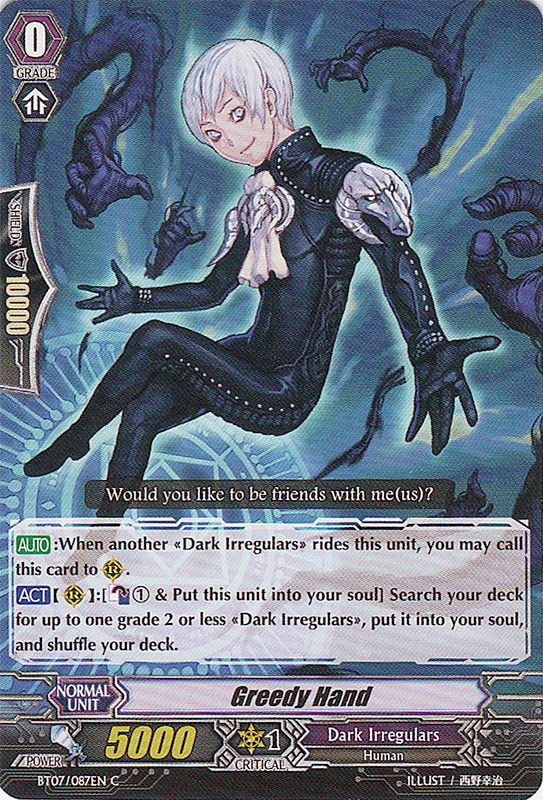 0
GRADE
SHIELD
10000
Would you like to be friends with me(us)?
AUTO:When another «Dark Irregulars» rides this unit, you may call
this card to R.
ACT[R]:[① & Put this unit into your soul] Search your deck
for up to one grade 2 or less «Dark Irregulars», put it into your soul,
and shuffle your deck.
NORMAL
UNIT
Greedy Hand
POWER
5000
1
CRITICAL
Dark Irregulars
Human
BT07/087EN C
ILLUST / 西野幸治